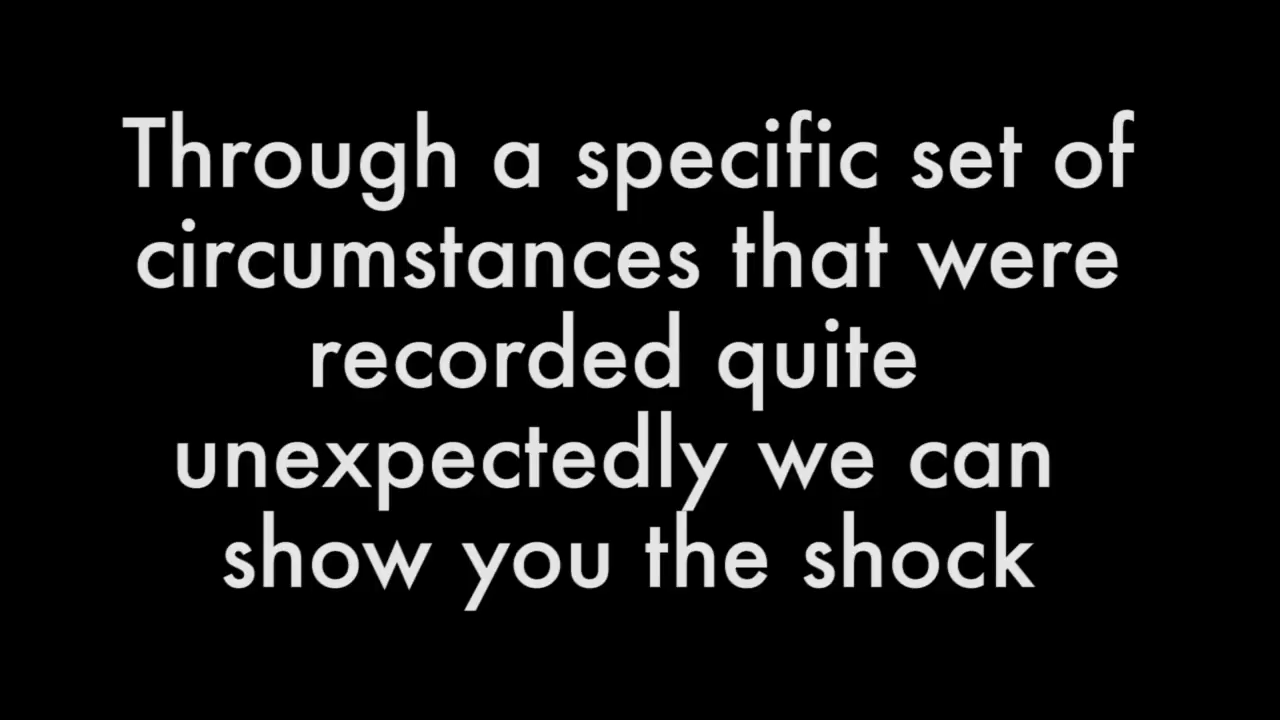 Through a specific set of
circumstances that were
recorded quite
unexpectedly we can
show you the shock